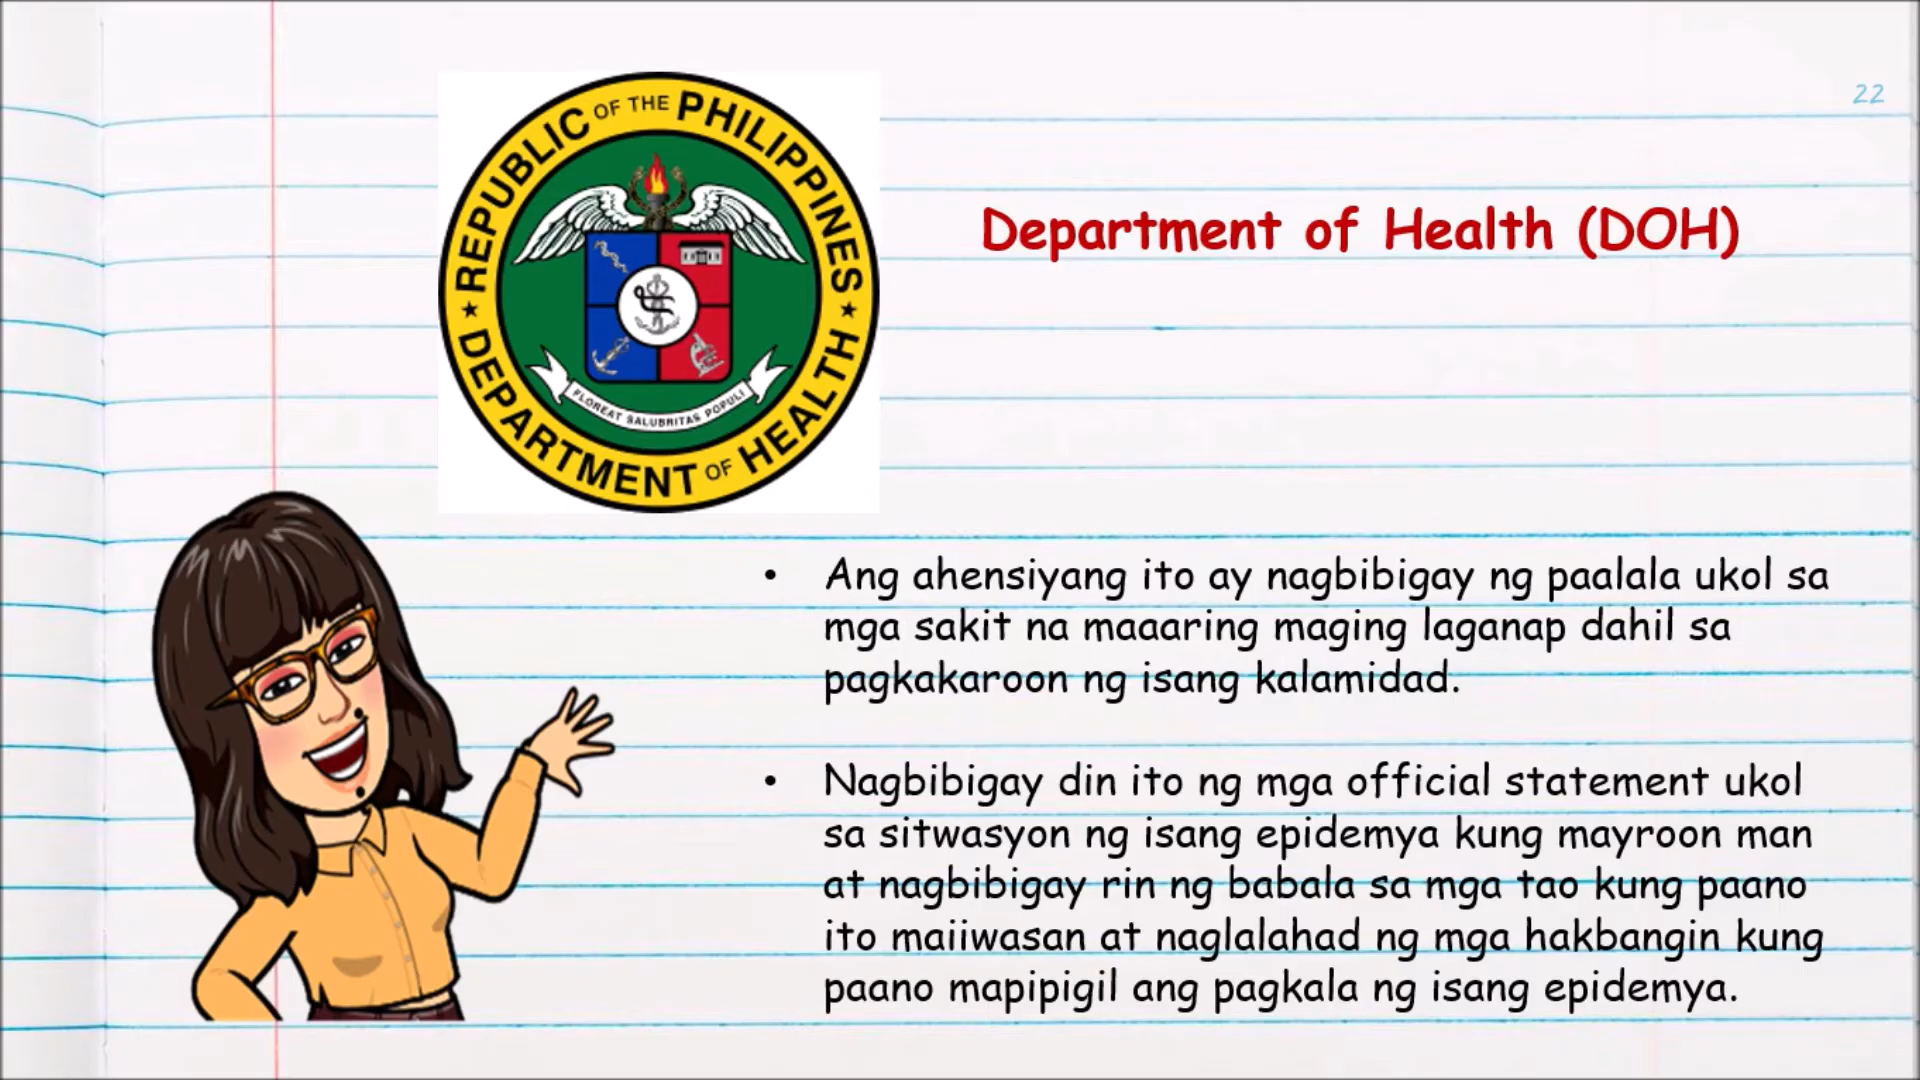 22
REPUBLIC OF THE PHILIPPINES
DEPARTMENT OF HEALTH
FLOREAT SALUBRITAS POPULI
Department of Health (DOH)
• Ang ahensiyang ito ay nagbibigay ng paalala ukol sa
mga sakit na maaaring maging laganap dahil sa
pagkakaroon ng isang kalamidad.
• Nagbibigay din ito ng mga official statement ukol
sa sitwasyon ng isang epidemya kung mayroon man
at nagbibigay rin ng babala sa mga tao kung paano
ito maiiwasan at naglalahad ng mga hakbangin kung
paano mapipigil ang pagkala ng isang epidemya.